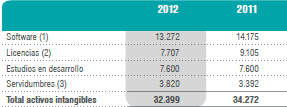 2012 2011
Software (1) 13.272 14.175
Licencias (2) 7.707 9.105
Estudios en desarrollo 7.600 7.600
Servidumbres (3) 3.820 3.392
Total activos intangibles 32.399 34.272